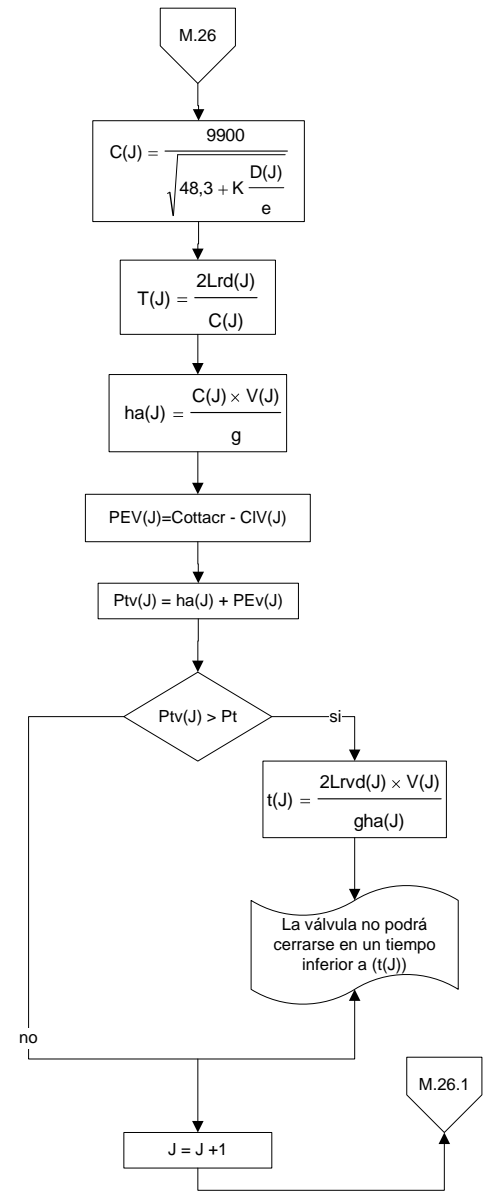 M.26
C(J) = 9900 / √(48,3 + K D(J) / e)
T(J) = 2Lrd(J) / C(J)
ha(J) = C(J) × V(J) / g
PEV(J)=Cottacr - CIV(J)
Ptv(J) = ha(J) + PEv(J)
Ptv(J) > Pt
si
t(J) = 2Lrvd(J) × V(J) / gha(J)
La válvula no podrá
cerrarse en un tiempo
inferior a (t(J))
no
M.26.1
J = J +1